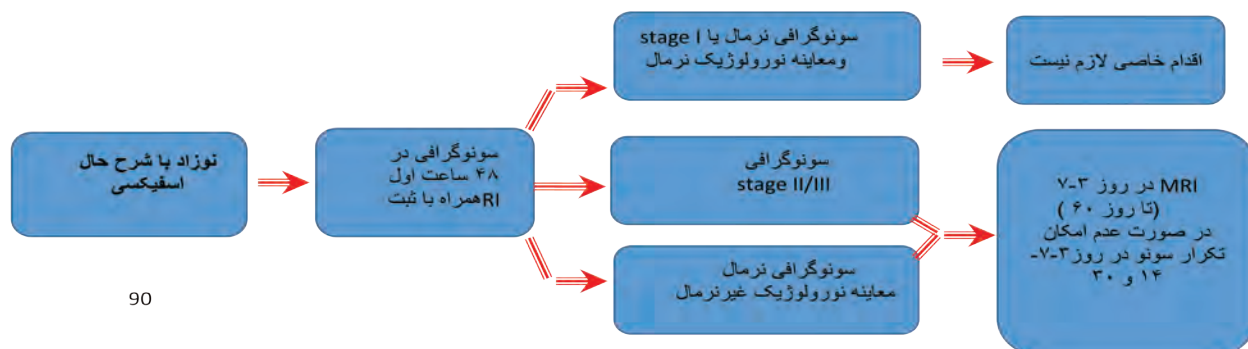 نوزاد با شرح حال
اسفیکسی
سونوگرافی در
۴۸ ساعت اول
همراه با ثبت RI
سونوگرافی نرمال یا stage I
ومعاینه نورولوژیک نرمال
اقدام خاصی لازم نیست
سونوگرافی
stage II/III
سونوگرافی نرمال
معاینه نورولوژیک غیرنرمال
MRI در روز ۳-۷
(تا روز ۶۰ )
در صورت عدم امکان
تکرار سونو در روز۳-۷-
۱۴ و ۳۰
90